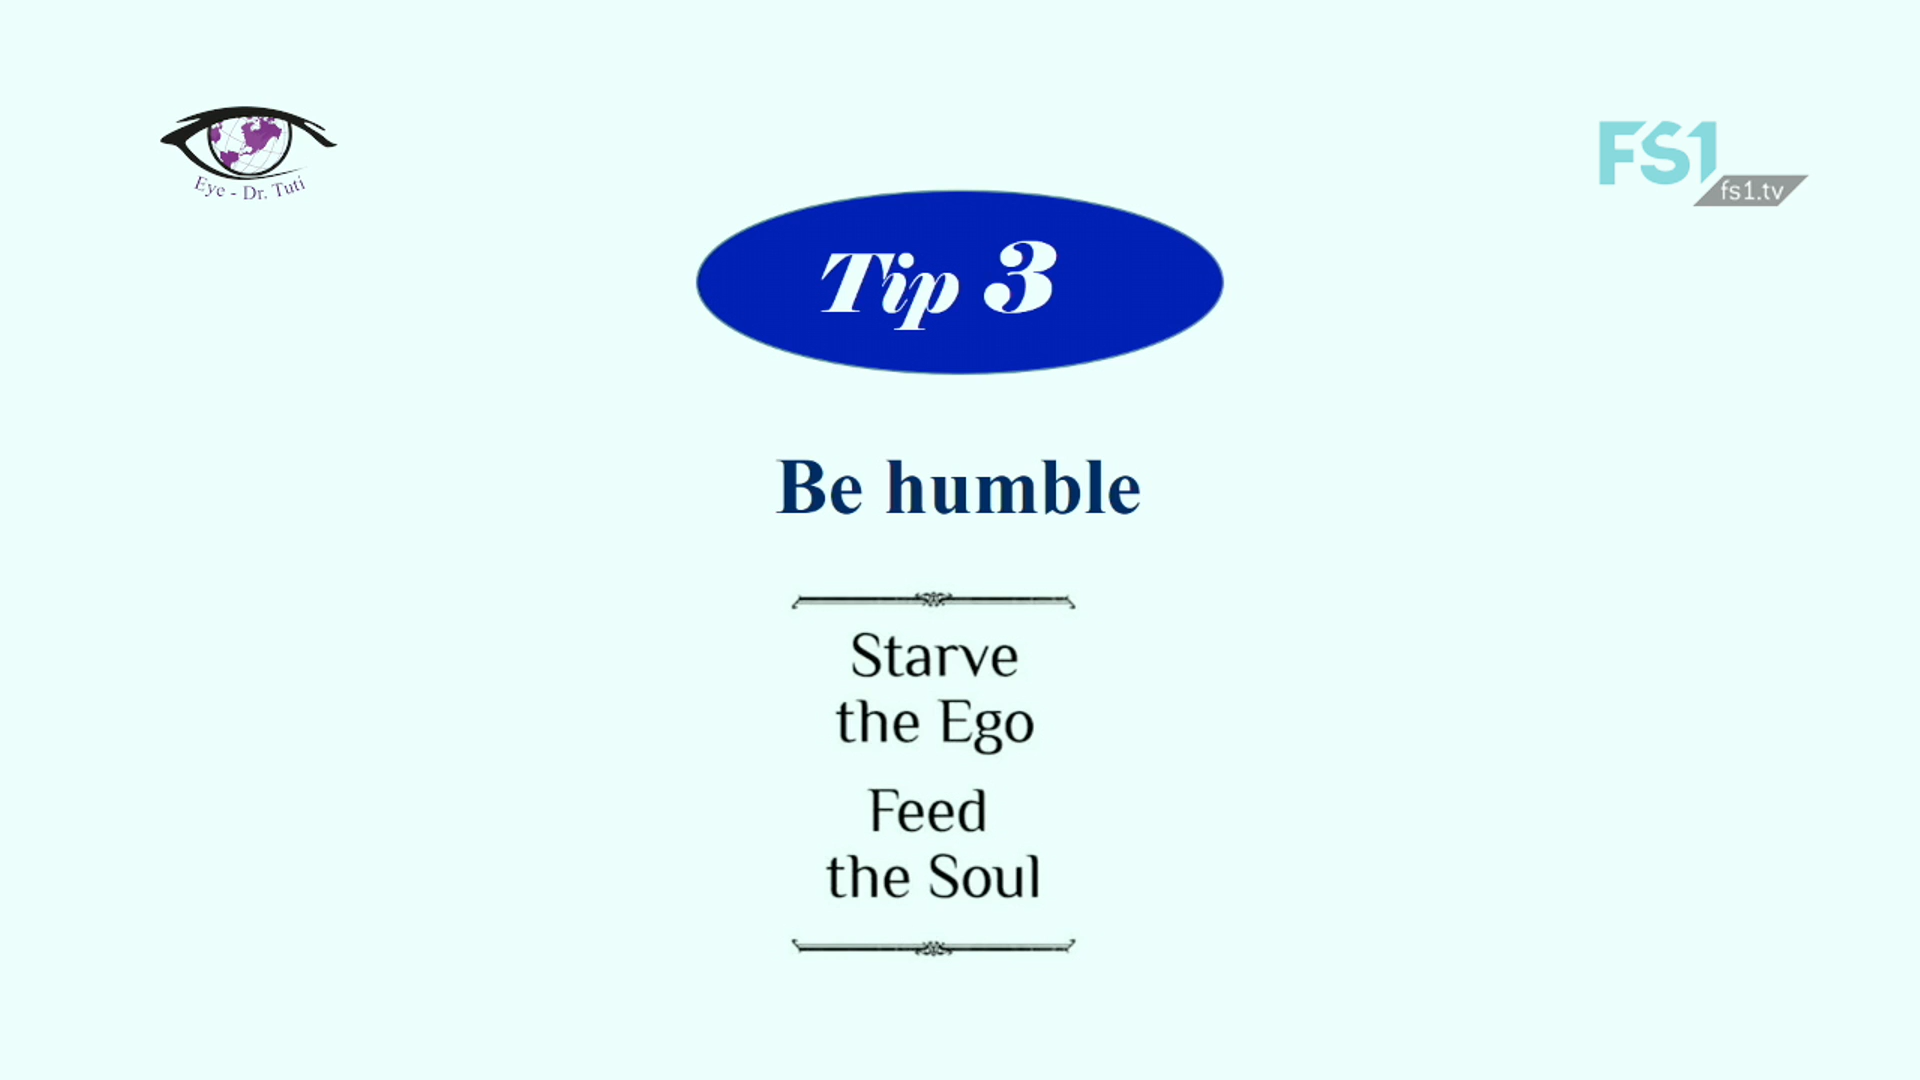 Eye - Dr. Tuti
FS1
fs1.tv
Tip 3
Be humble
Starve
the Ego
Feed
the Soul